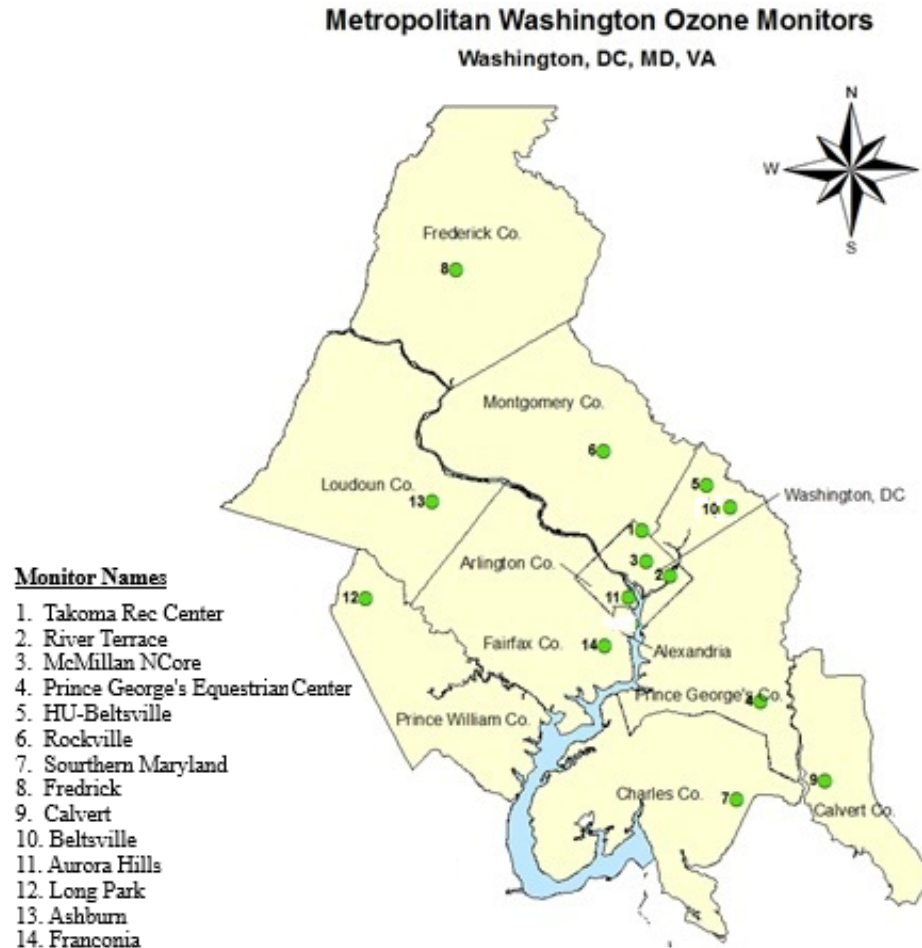 Metropolitan Washington Ozone Monitors
Washington, DC, MD, VA
N
W
S
Frederick Co.
8
Montgomery Co.
6
Loudoun Co.
13
5
10
Washington, DC
1
3
Arlington Co.
2
11
12
Fairfax Co.
14
Alexandria
Prince George's Co.
4
Prince William Co.
Charles Co.
7
9
Calvert Co.
Monitor Names
1. Takoma Rec Center
2. River Terrace
3. McMillan NCore
4. Prince George's Equestrian Center
5. HU-Beltsville
6. Rockville
7. Sourthern Maryland
8. Fredrick
9. Calvert
10. Beltsville
11. Aurora Hills
12. Long Park
13. Ashburn
14. Franconia